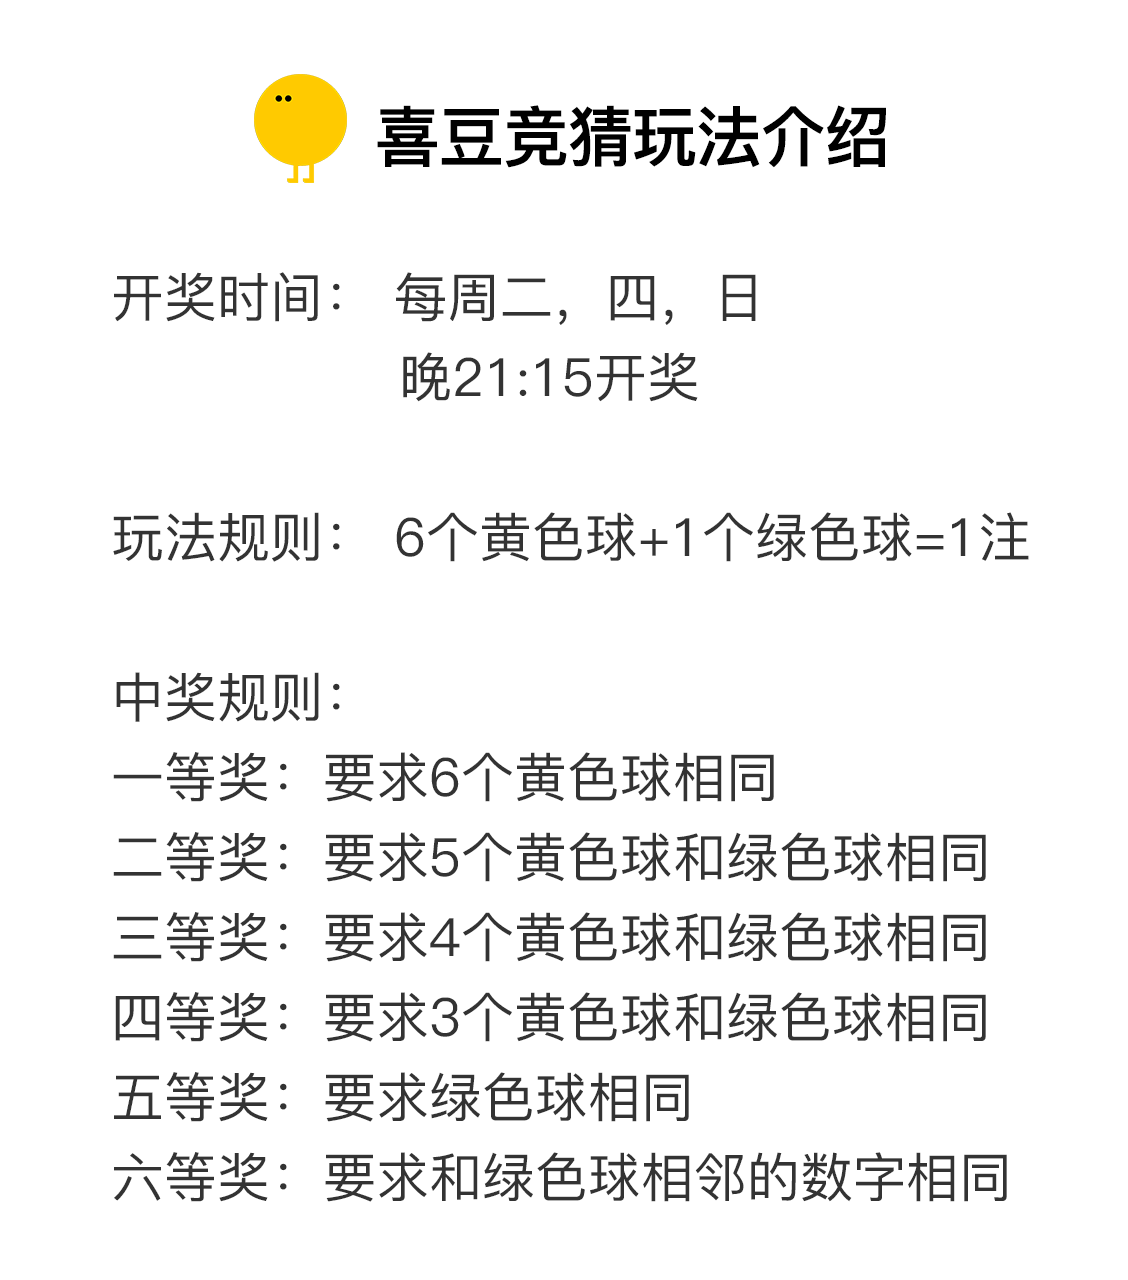 喜豆竞猜玩法介绍
开奖时间： 每周二，四，日
晚21:15开奖
玩法规则： 6个黄色球+1个绿色球=1注
中奖规则：
一等奖：要求6个黄色球相同
二等奖：要求5个黄色球和绿色球相同
三等奖：要求4个黄色球和绿色球相同
四等奖：要求3个黄色球和绿色球相同
五等奖：要求绿色球相同
六等奖：要求和绿色球相邻的数字相同